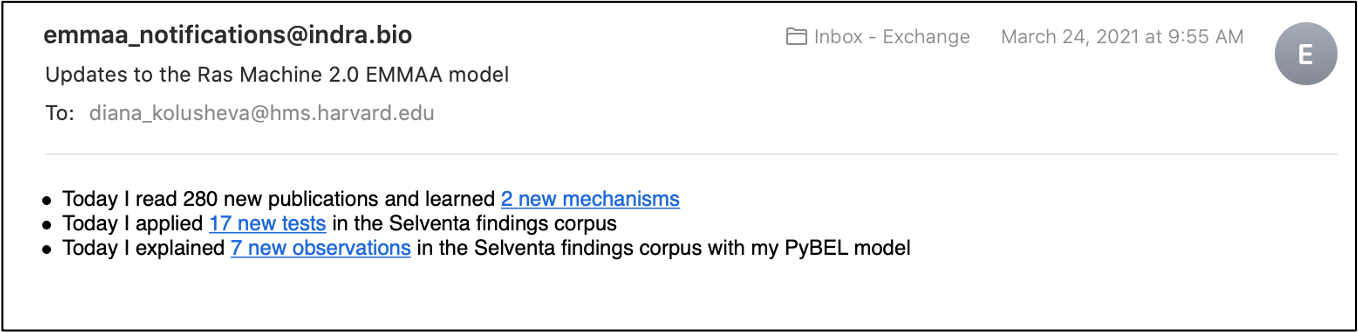 emmaa_notifications@indra.bio
Inbox - Exchange March 24, 2021 at 9:55 AM
E
Updates to the Ras Machine 2.0 EMMAA model
To: diana_kolusheva@hms.harvard.edu
• Today I read 280 new publications and learned 2 new mechanisms
• Today I applied 17 new tests in the Selventa findings corpus
• Today I explained 7 new observations in the Selventa findings corpus with my PyBEL model